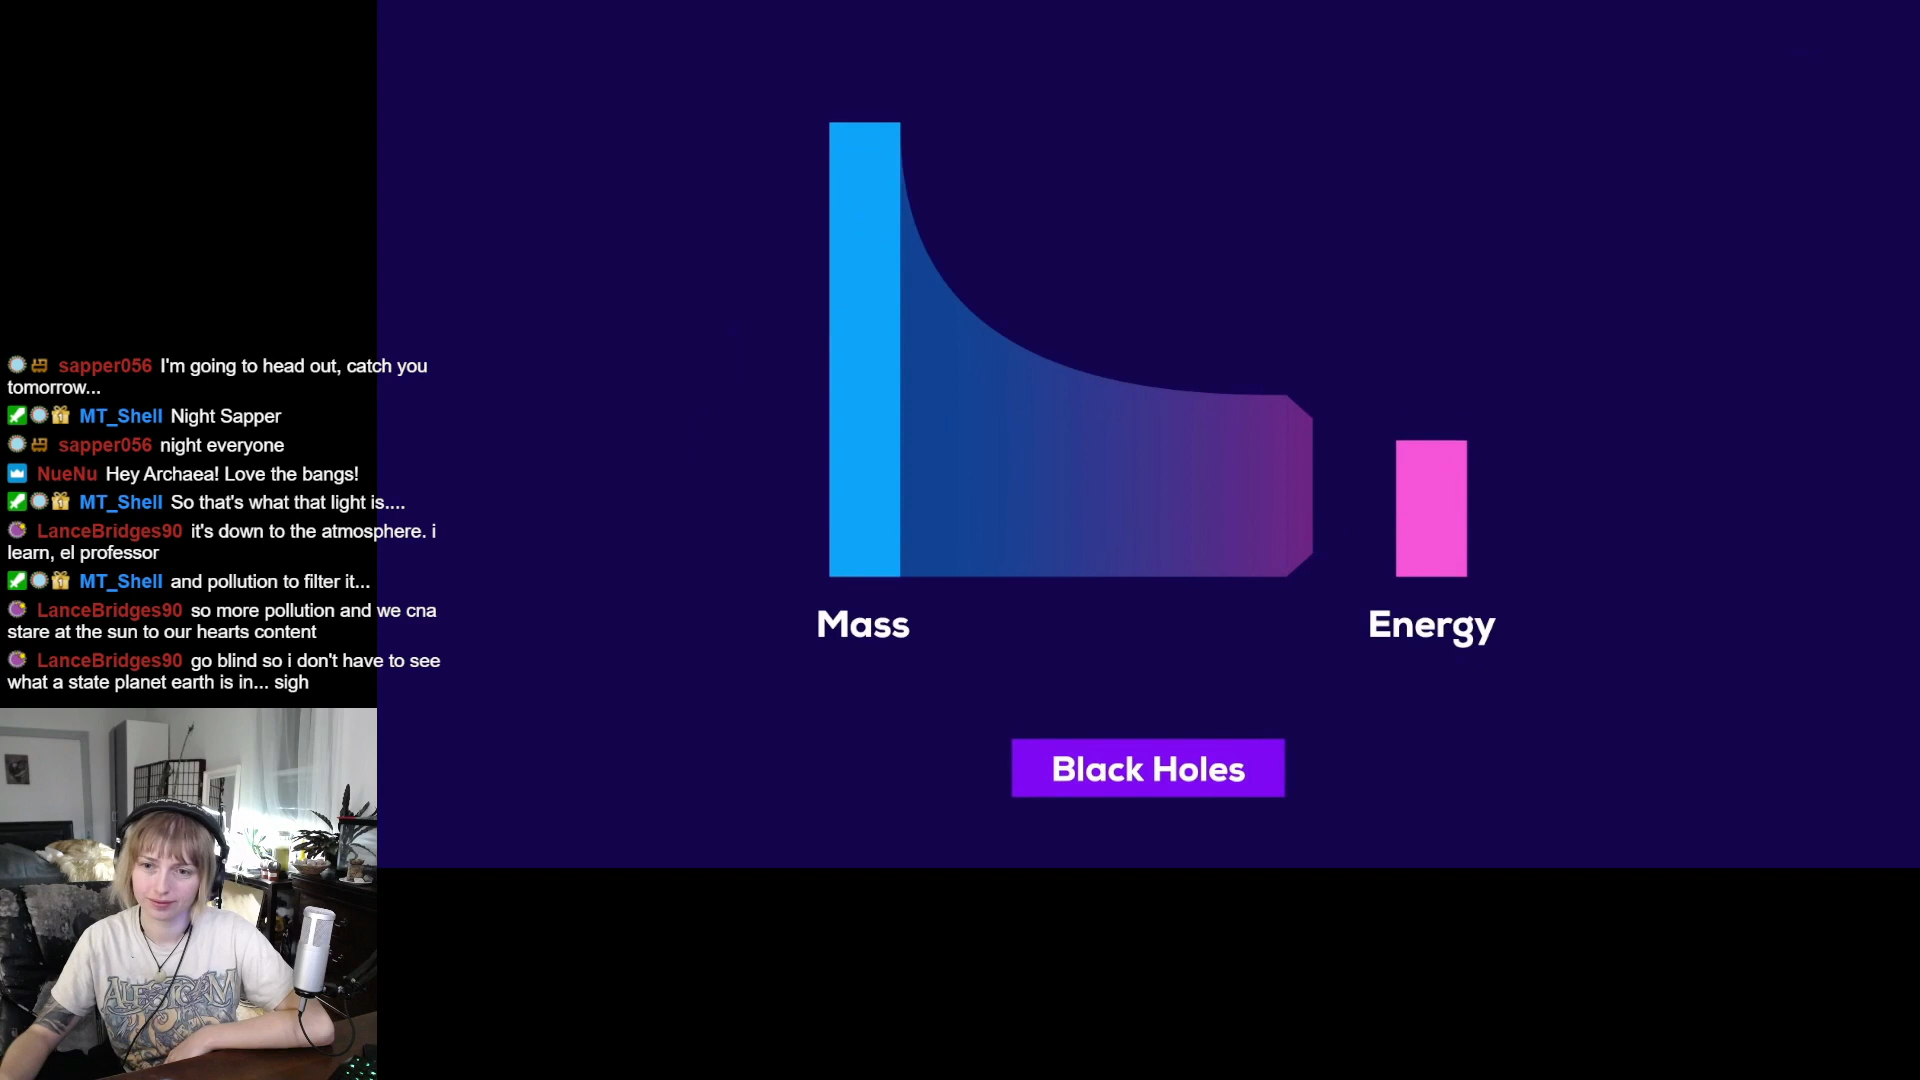 sapper056 I'm going to head out, catch you
tomorrow...
MT_Shell Night Sapper
sapper056 night everyone
NueNu Hey Archaea! Love the bangs!
MT_Shell So that's what that light is....
LanceBridges90 it's down to the atmosphere. i
learn, el professor
MT_Shell and pollution to filter it...
LanceBridges90 so more pollution and we cna
stare at the sun to our hearts content
LanceBridges90 go blind so i don't have to see
what a state planet earth is in... sigh
Mass
Energy
Black Holes
ALESTORM